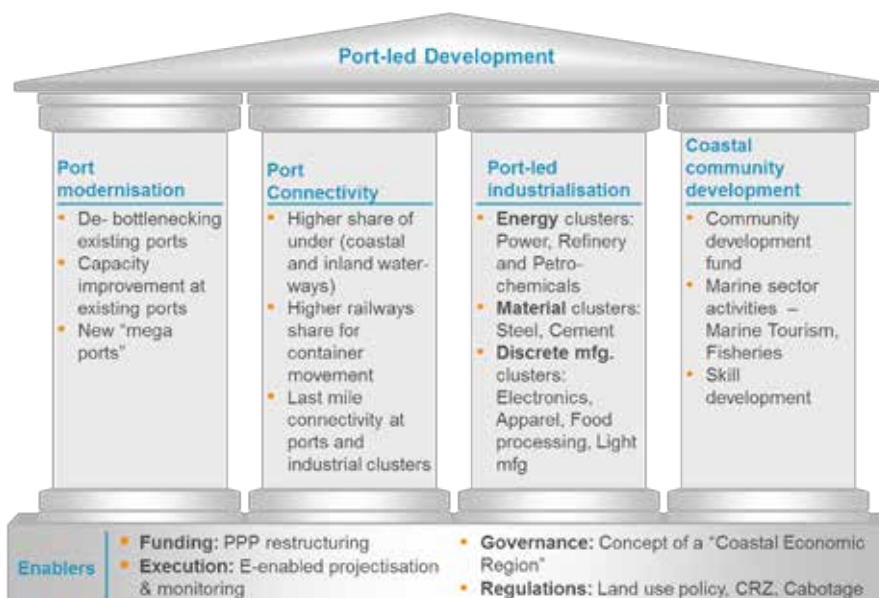 Port-led Development
Port
modernisation
• De- bottlenecking
existing ports
• Capacity
improvement at
existing ports
• New "mega
ports"
Port
Connectivity
• Higher share of
under (coastal
and inland water-
ways)
• Higher railways
share for
container
movement
• Last mile
connectivity at
ports and
industrial clusters
Port-led
industrialisation
• Energy clusters:
Power, Refinery
and Petro-
chemicals
• Material clusters:
Steel, Cement
• Discrete mfg.
clusters:
Electronics,
Apparel, Food
processing, Light
mfg
Coastal
community
development
• Community
development
fund
• Marine sector
activities –
Marine Tourism,
Fisheries
• Skill
development
Enablers
• Funding: PPP restructuring
• Execution: E-enabled projectisation
& monitoring
• Governance: Concept of a "Coastal Economic
Region"
• Regulations: Land use policy, CRZ, Cabotage